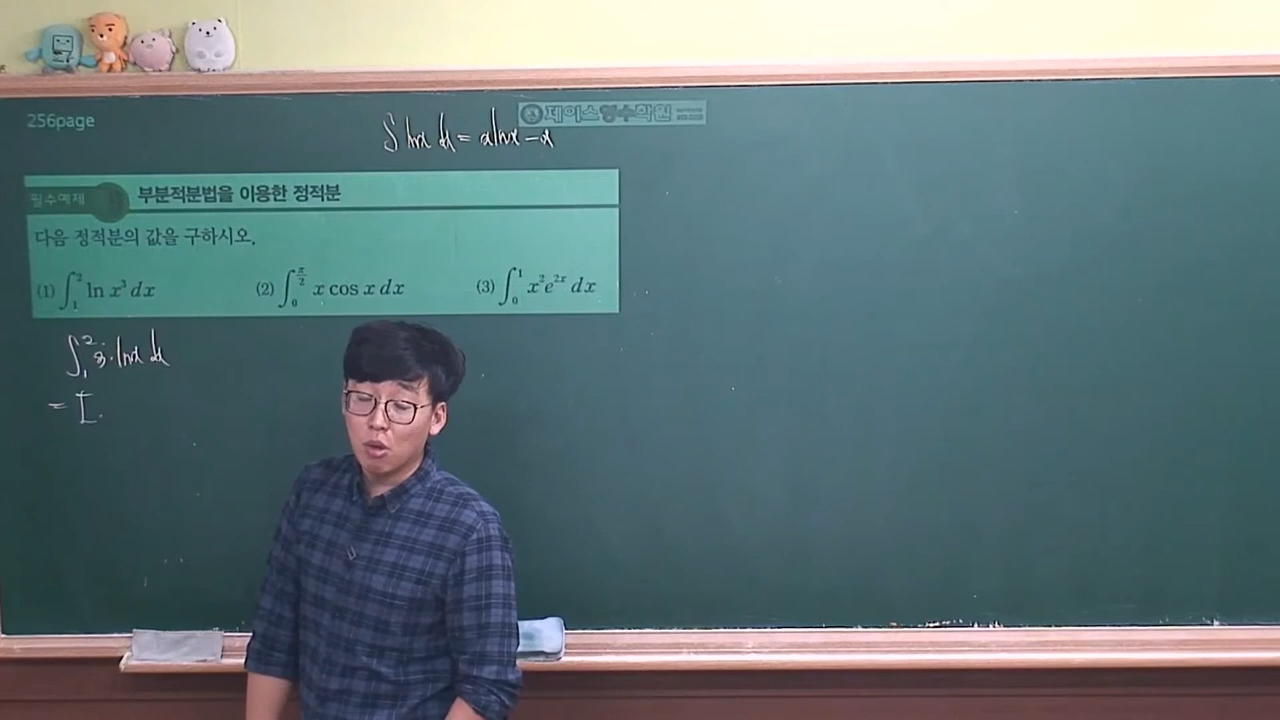 256page
제이스영수학원
∫ lnx dx = xlnx - x
필수예제
부분적분법을 이용한 정적분
다음 정적분의 값을 구하시오.
(1) ∫₁² ln x³ dx (2) ∫₀^(π/2) x cos x dx (3) ∫₀¹ x²e^(2x) dx
∫₁² 3·lnx dx
= [